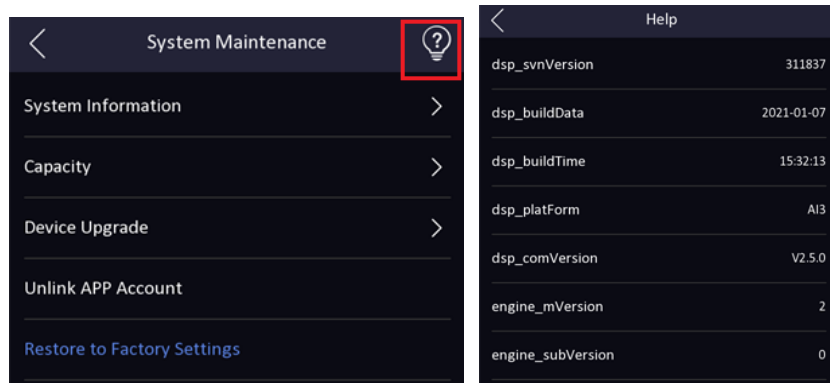 System Maintenance
System Information
Capacity
Device Upgrade
Unlink APP Account
Restore to Factory Settings
Help
dsp_svnVersion 311837
dsp_buildData 2021-01-07
dsp_buildTime 15:32:13
dsp_platForm AI3
dsp_comVersion V2.5.0
engine_mVersion 2
engine_subVersion 0